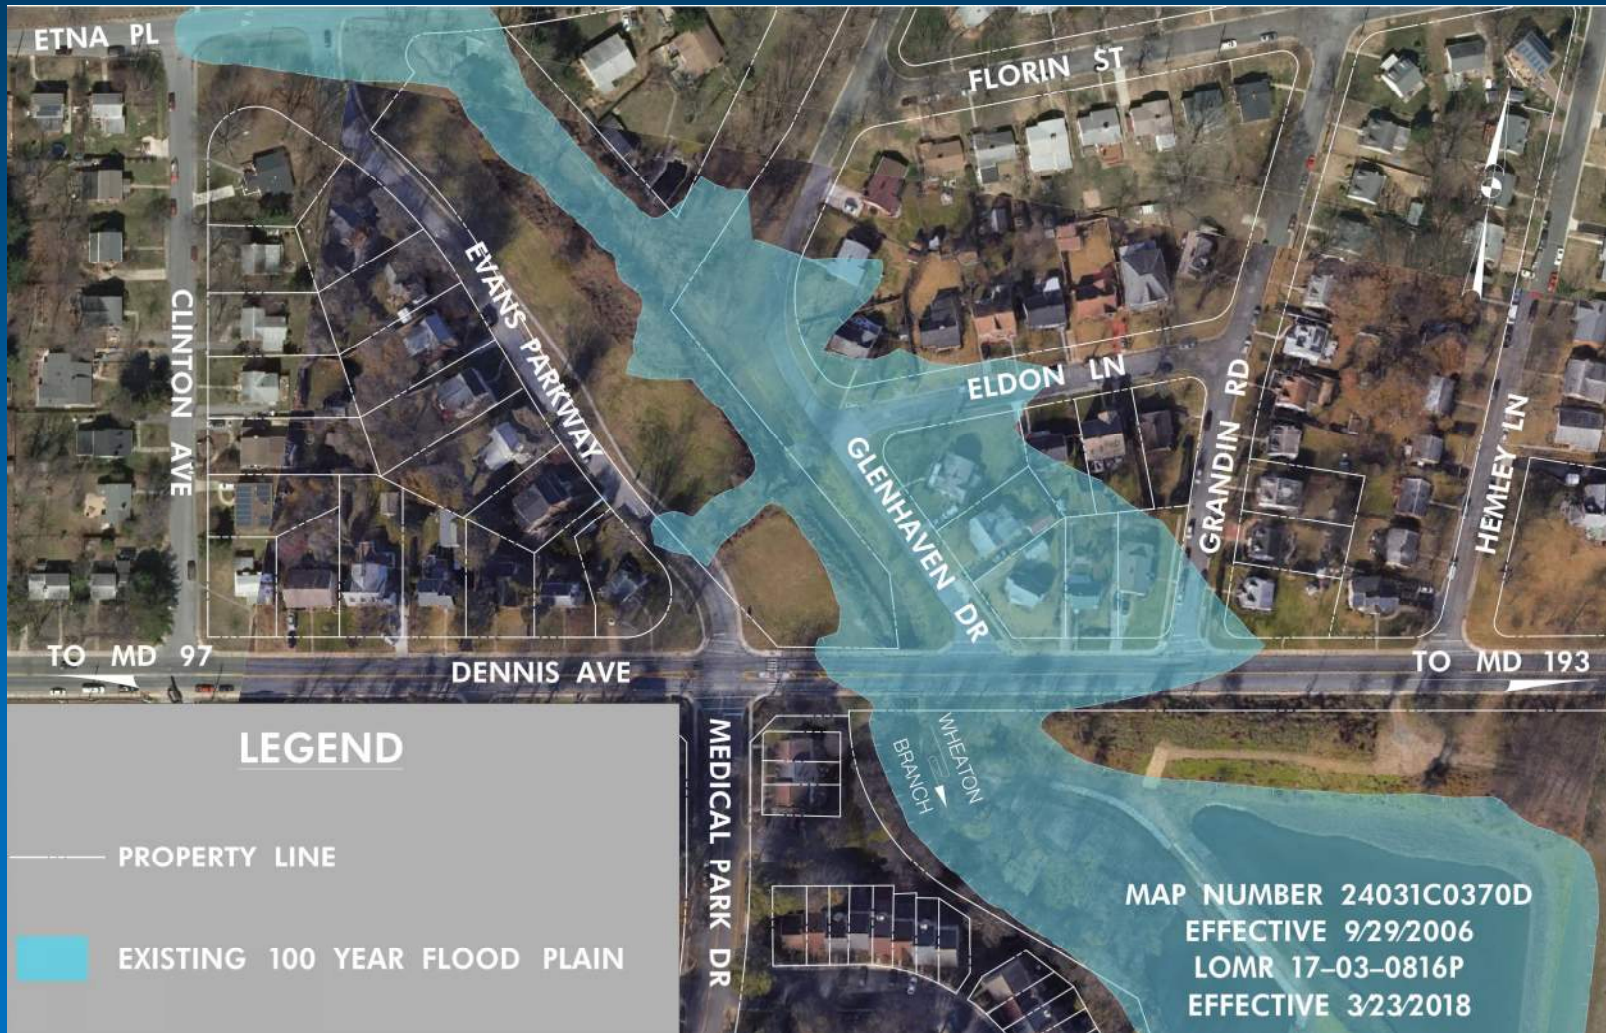 ETNA PL
FLORIN ST
EVANS PARKWAY
CLINTON AVE
ELDON LN
GLENHAVEN DR
GRANDIN RD
HEMLEY LN
TO MD 97
DENNIS AVE
TO MD 193
MEDICAL PARK DR
WHEATON
BRANCH
LEGEND
PROPERTY LINE
EXISTING 100 YEAR FLOOD PLAIN
MAP NUMBER 24031C0370D
EFFECTIVE 9/29/2006
LOMR 17-03-0816P
EFFECTIVE 3/23/2018